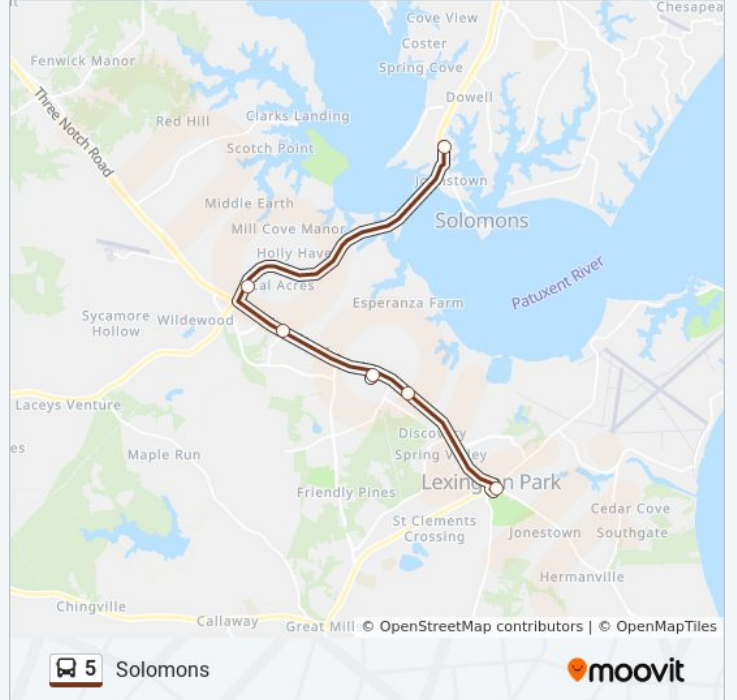 Chesapea
Cove View
Coster
Fenwick Manor
Spring Cove
Dowell
Three Notch Road
Clarks Landing
Red Hill
Scotch Point
Solomons
Middle Earth
Mill Cove Manor
Holly
Patuxent River
Acres
Esperanza Farm
Sycamore
Hollow
Wildewood
Laceys Venture
Spring
Maple Run
Lexing n Park
Friendly Pines
Cedar Cove
St Clements
Crossing
Jonestown
Southgate
Hermanville
Chingville
Callaway
Great Mill
© OpenStreetMap contributors | © OpenMapTiles
5
Solomons
moovit